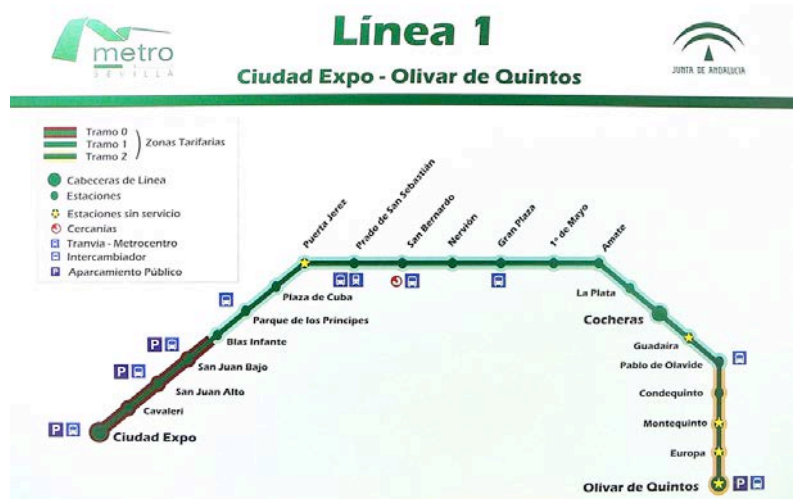 metro
SEVILLA
Línea 1
Ciudad Expo - Olivar de Quintos
JUNTA DE ANDALUCIA
Tramo 0
Tramo 1
Tramo 2
Zonas Tarifarias
Cabeceras de Línea
Estaciones
Estaciones sin servicio
Cercanías
Tranvía - Metrocentro
Intercambiador
P Aparcamiento Público
Ciudad Expo
Cavaleri
San Juan Alto
San Juan Bajo
Blas Infante
Parque de los Príncipes
Plaza de Cuba
Puerta Jerez
Prado de San Sebastián
San Bernardo
Nervión
Gran Plaza
1º de Mayo
Amate
La Plata
Cocheras
Guadaira
Pablo de Olavide
Condequinto
Montequinto
Europa
Olivar de Quintos
P
P
P
P